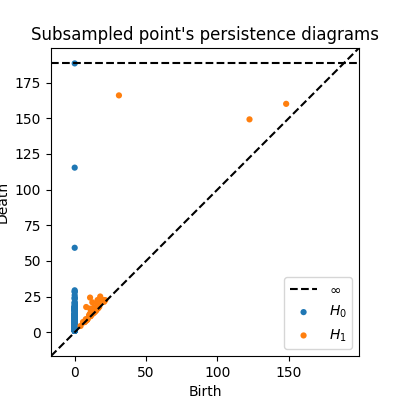 Subsampled point's persistence diagrams
175
150
125
100
75
50
25
0
Death
0
50
100
150
Birth
∞
H₀
H₁